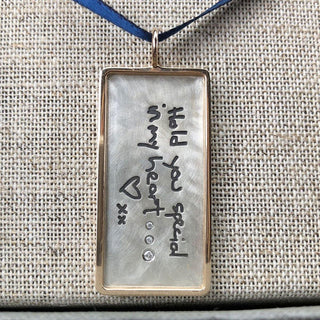 Hold you special
in my heart...
♡ xx